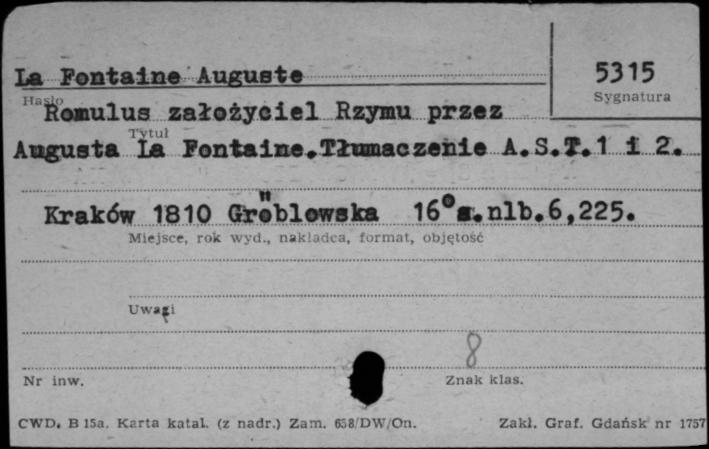 La Fontaine Auguste
5315
Hasło
Sygnatura
Romulus założyciel Rzymu przez
Tytuł
Augusta La Fontaine.Tłumaczenie A.S.T.1 i 2.
Kraków 1810 Gröblowska 16° s.nlb.6,225.
Miejsce, rok wyd., nakładca, format, objętość
Uwagi
8
Nr inw.
Znak klas.
CWD. B 15a. Karta katal. (z nadr.) Zam. 658/DW/On.
Zakł. Graf. Gdańsk nr 1757